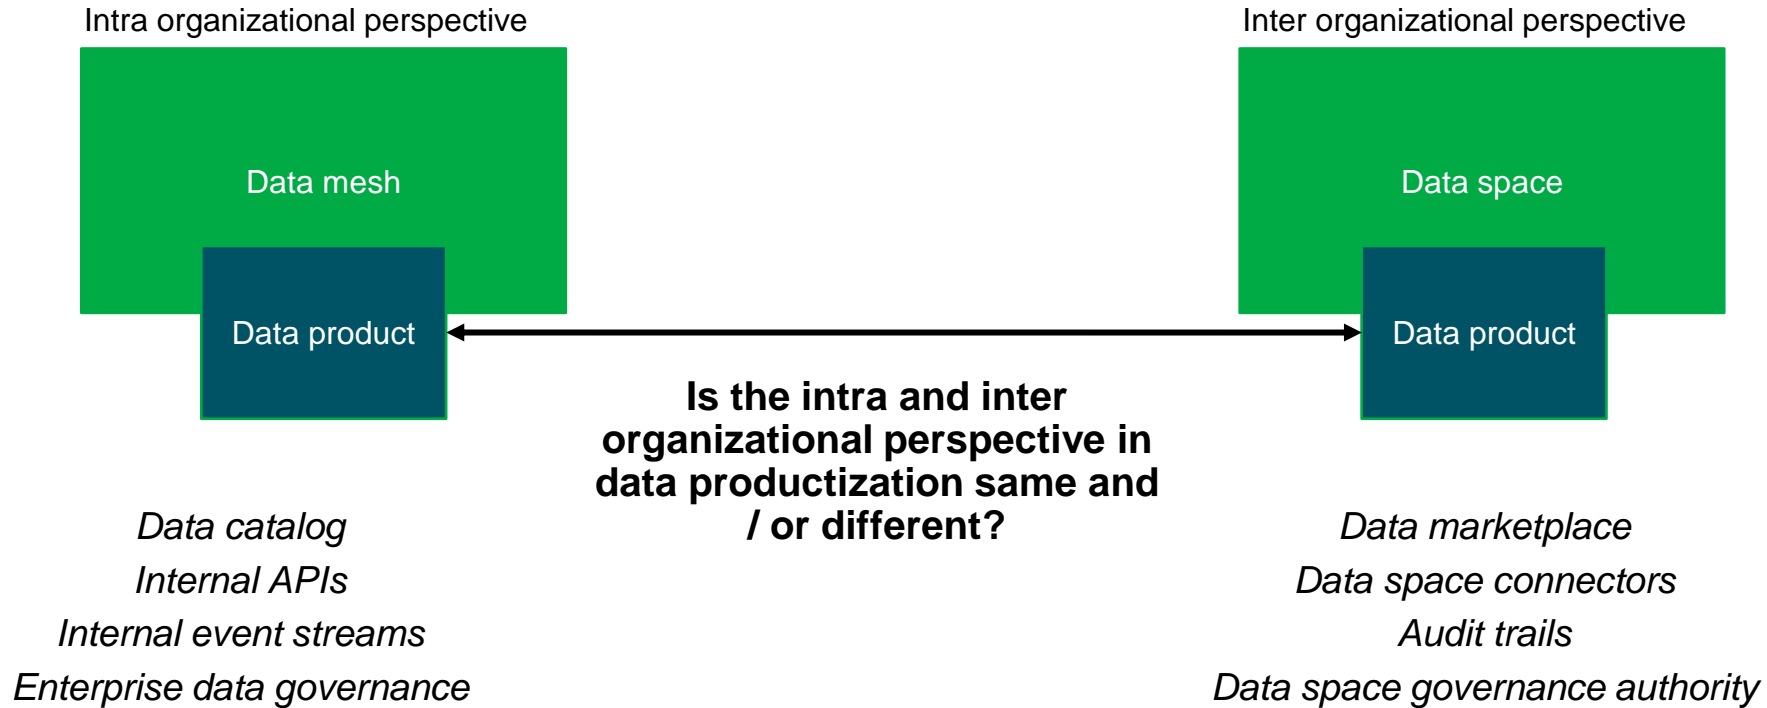 Intra organizational perspective
Inter organizational perspective
Data mesh
Data space
Data product
Data product
Is the intra and inter
organizational perspective in
data productization same and
/ or different?
Data catalog
Internal APIs
Internal event streams
Enterprise data governance
Data marketplace
Data space connectors
Audit trails
Data space governance authority